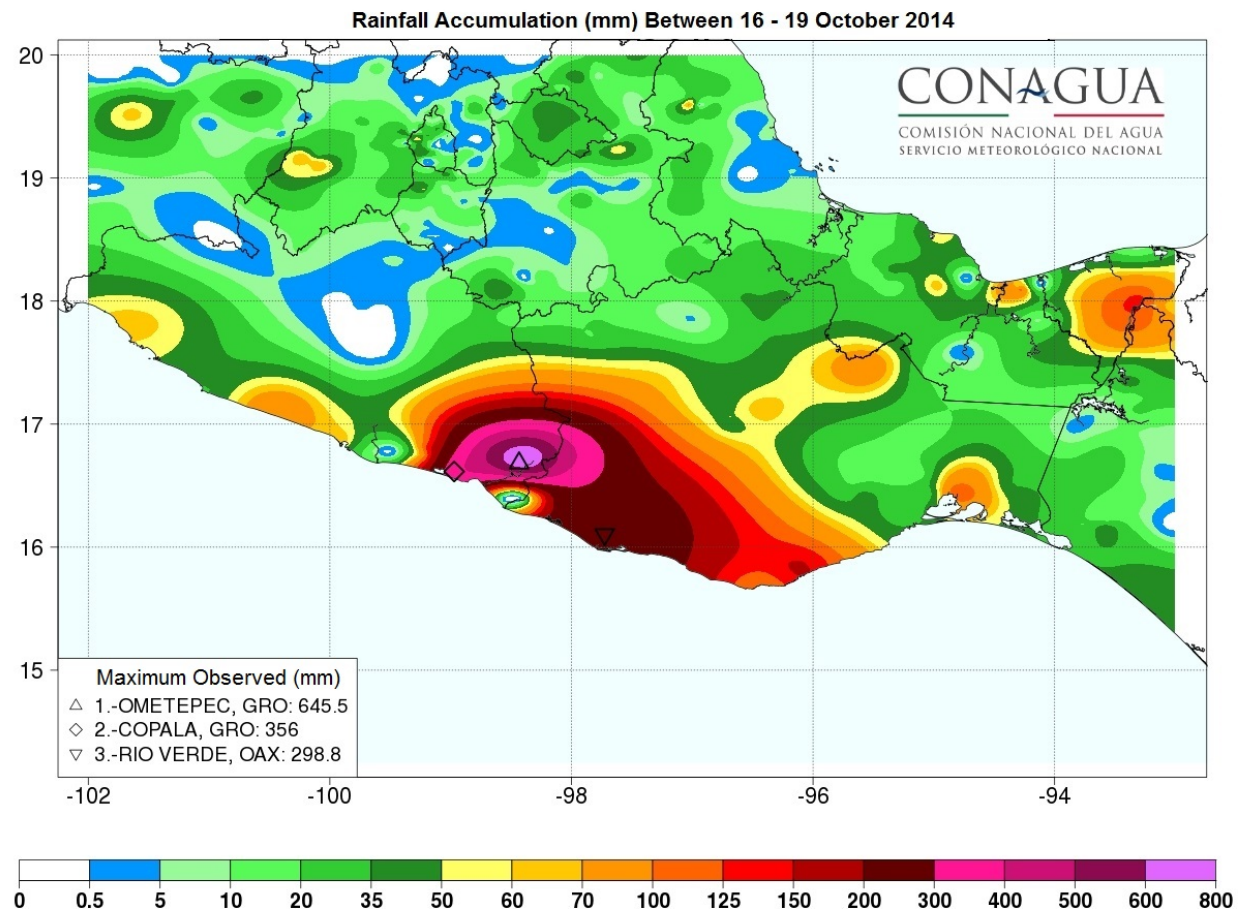 Rainfall Accumulation (mm) Between 16 - 19 October 2014
CONAGUA
COMISIÓN NACIONAL DEL AGUA
SERVICIO METEOROLÓGICO NACIONAL
20
19
18
17
16
15
Maximum Observed (mm)
△ 1.-OMETEPEC, GRO: 645.5
◇ 2.-COPALA, GRO: 356
▽ 3.-RIO VERDE, OAX: 298.8
-102 -100 -98 -96 -94
0 0.5 5 10 20 35 50 60 70 100 125 150 200 300 400 500 600 800